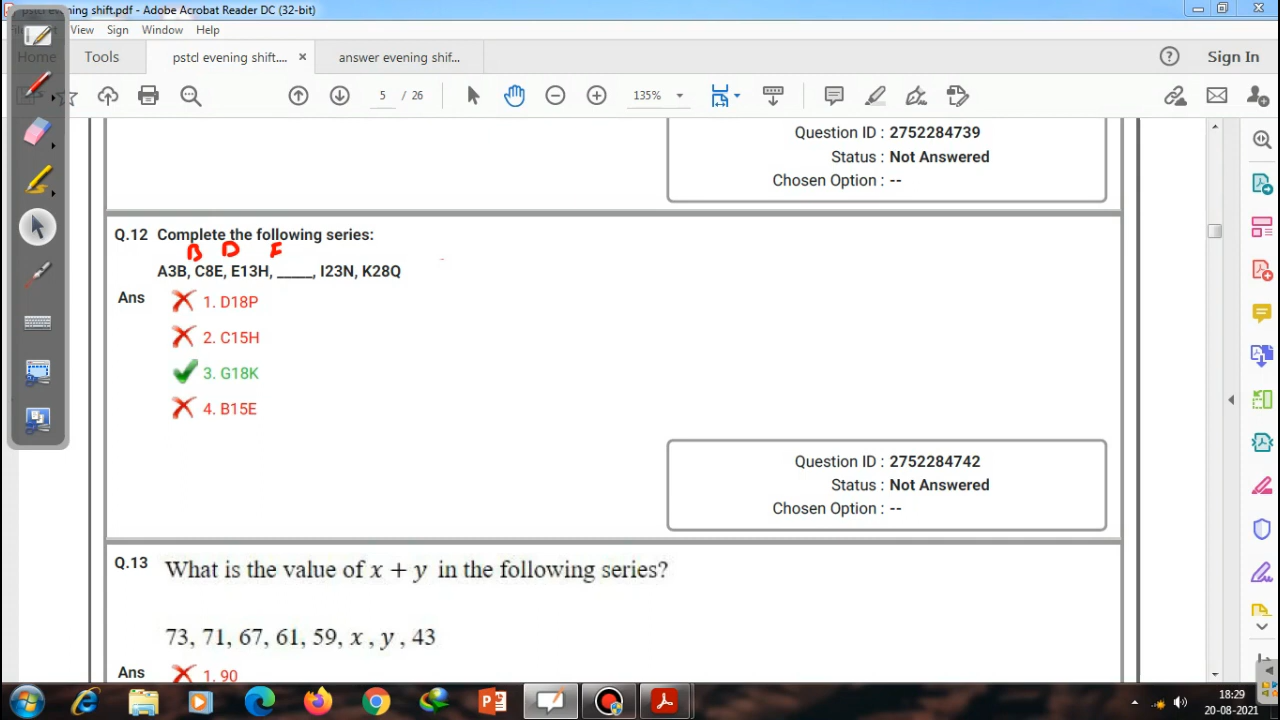 pstcl evening shift.pdf - Adobe Acrobat Reader DC (32-bit)
View Sign Window Help
Home Tools pstcl evening shift.... × answer evening shif... Sign In
5 / 26 135%
Question ID : 2752284739
Status : Not Answered
Chosen Option : --
Q.12 Complete the following series:
B D F
A3B, C8E, E13H, _____, I23N, K28Q
Ans 1. D18P
2. C15H
3. G18K
4. B15E
Question ID : 2752284742
Status : Not Answered
Chosen Option : --
Q.13 What is the value of x + y in the following series?
73, 71, 67, 61, 59, x , y , 43
Ans 1. 90
18:29
20-08-2021